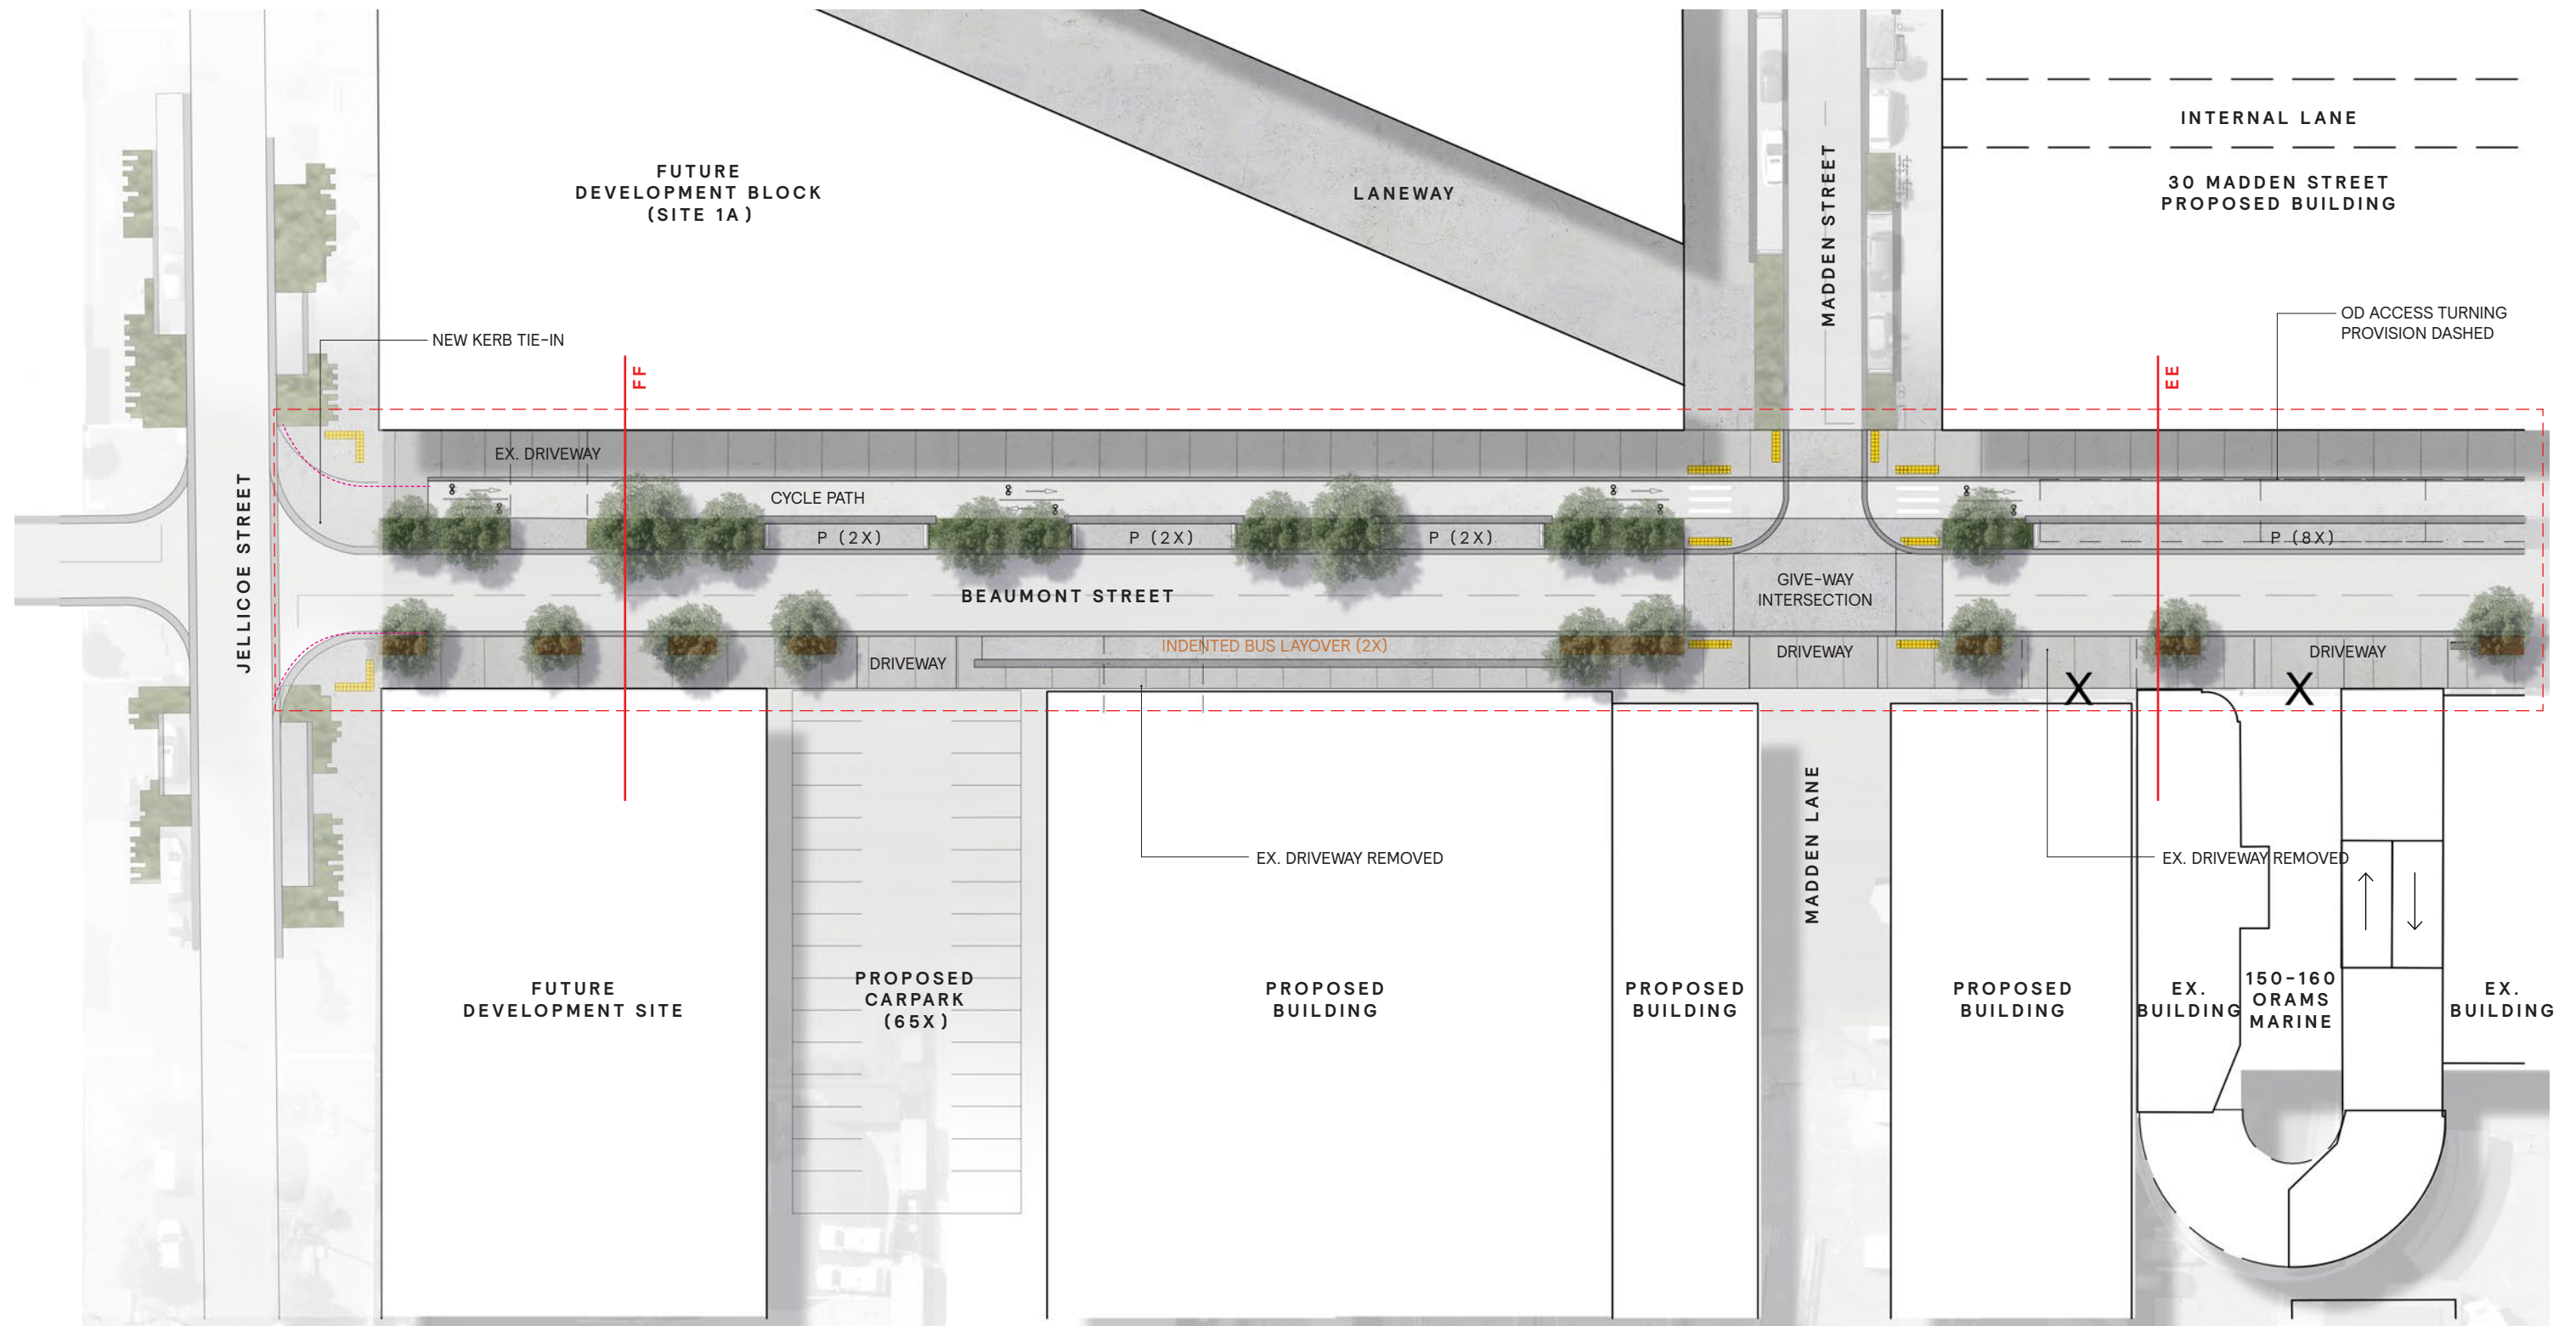 INTERNAL LANE
30 MADDEN STREET
PROPOSED BUILDING
FUTURE
DEVELOPMENT BLOCK
(SITE 1A)
LANEWAY
MADDEN STREET
OD ACCESS TURNING
PROVISION DASHED
NEW KERB TIE-IN
FF
EE
EX. DRIVEWAY
CYCLE PATH
P (2X)
P (2X)
P (2X)
P (8X)
JELLICOE STREET
BEAUMONT STREET
GIVE-WAY
INTERSECTION
INDENTED BUS LAYOVER (2X)
DRIVEWAY
DRIVEWAY
DRIVEWAY
X
X
MADDEN LANE
EX. DRIVEWAY REMOVED
EX. DRIVEWAY REMOVED
FUTURE
DEVELOPMENT SITE
PROPOSED
CARPARK
(65X)
PROPOSED
BUILDING
PROPOSED
BUILDING
PROPOSED
BUILDING
EX.
BUILDING
150-160
ORAMS
MARINE
EX.
BUILDING